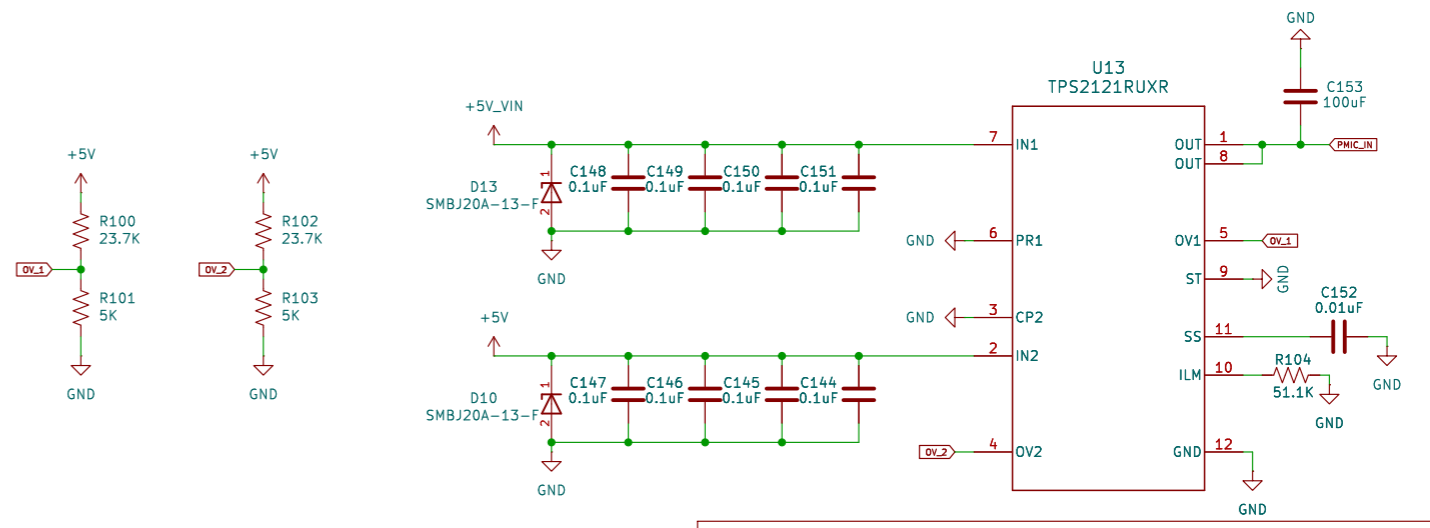 +5V
R100
23.7K
OV_1
R101
5K
GND
+5V
R102
23.7K
OV_2
R103
5K
GND
+5V_VIN
D13
SMBJ20A-13-F
1
2
C148
0.1uF
C149
0.1uF
C150
0.1uF
C151
0.1uF
GND
+5V
D10
SMBJ20A-13-F
1
2
C147
0.1uF
C146
0.1uF
C145
0.1uF
C144
0.1uF
GND
U13
TPS2121RUXR
7 IN1
GND 6 PR1
GND 3 CP2
2 IN2
OV_2 4 OV2
OUT 1 PMIC_IN
OUT 8
OV1 5 OV_1
ST 9 GND
SS 11
ILM 10
GND 12
GND
GND
C153
100uF
C152
0.01uF
GND
R104
51.1K
GND